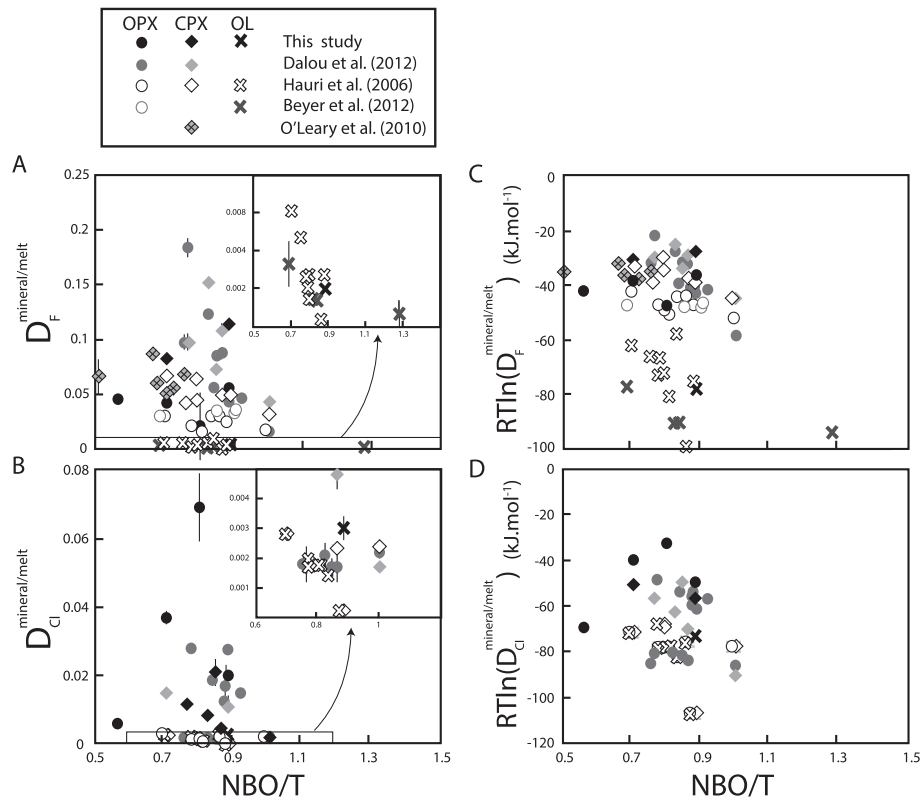 OPX CPX OL
This study
Dalou et al. (2012)
Hauri et al. (2006)
Beyer et al. (2012)
O'Leary et al. (2010)
A
0.25
0.2
0.15
0.1
0.05
0
D_F^mineral/melt
0.008
0.004
0.002
0.5 0.7 0.9 1.1 1.3
B
0.08
0.06
0.04
0.02
0
D_Cl^mineral/melt
0.004
0.003
0.002
0.001
0.6 0.8 1
0.5 0.7 0.9 1.1 1.3 1.5
NBO/T
C
0
-20
-40
-60
-80
-100
RTln(D_F^mineral/melt) (kJ.mol⁻¹)
D
0
-20
-40
-60
-80
-100
-120
RTln(D_Cl^mineral/melt) (kJ.mol⁻¹)
0.5 0.7 0.9 1.1 1.3 1.5
NBO/T